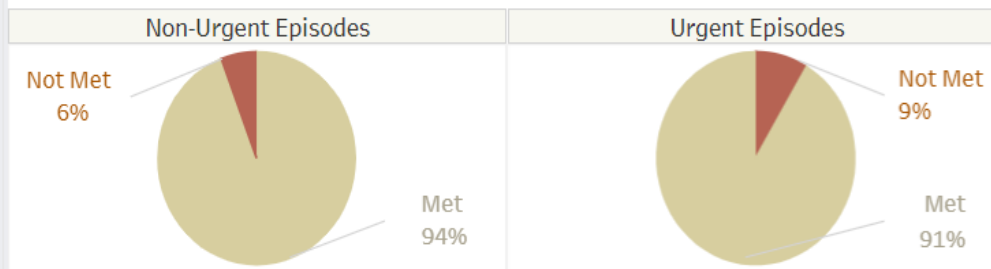 Non-Urgent Episodes
Not Met
6%
Met
94%
Urgent Episodes
Not Met
9%
Met
91%